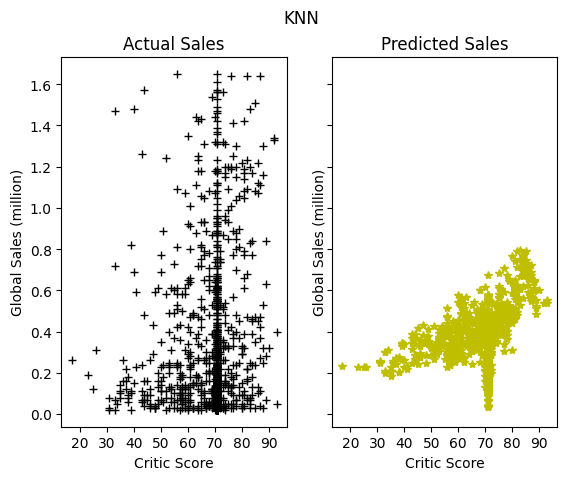 KNN
Actual Sales
Predicted Sales
Global Sales (million)
1.6
1.4
1.2
1.0
0.8
0.6
0.4
0.2
0.0
20 30 40 50 60 70 80 90
Critic Score
Global Sales (million)
20 30 40 50 60 70 80 90
Critic Score